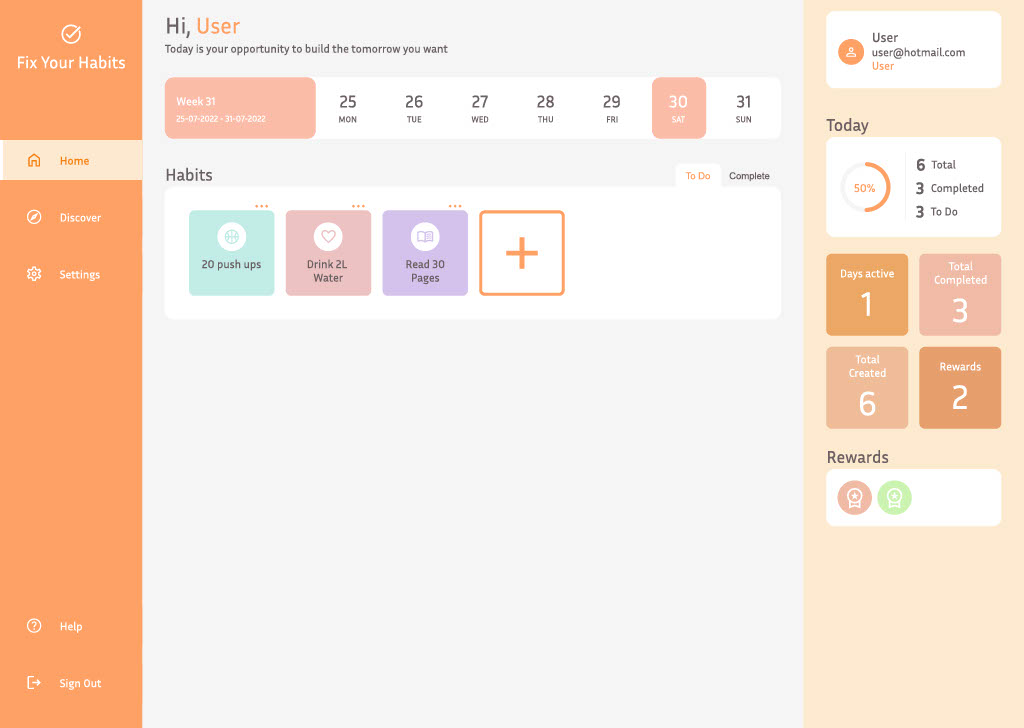 Fix Your Habits
Home
Discover
Settings
Help
Sign Out
Hi, User
Today is your opportunity to build the tomorrow you want
Week 31
25-07-2022 - 31-07-2022
25 26 27 28 29 30 31
MON TUE WED THU FRI SAT SUN
Habits
To Do Complete
20 push ups
Drink 2L
Water
Read 30
Pages
User
user@hotmail.com
User
Today
50%
6 Total
3 Completed
3 To Do
Days active
1
Total
Completed
3
Total
Created
6
Rewards
2
Rewards